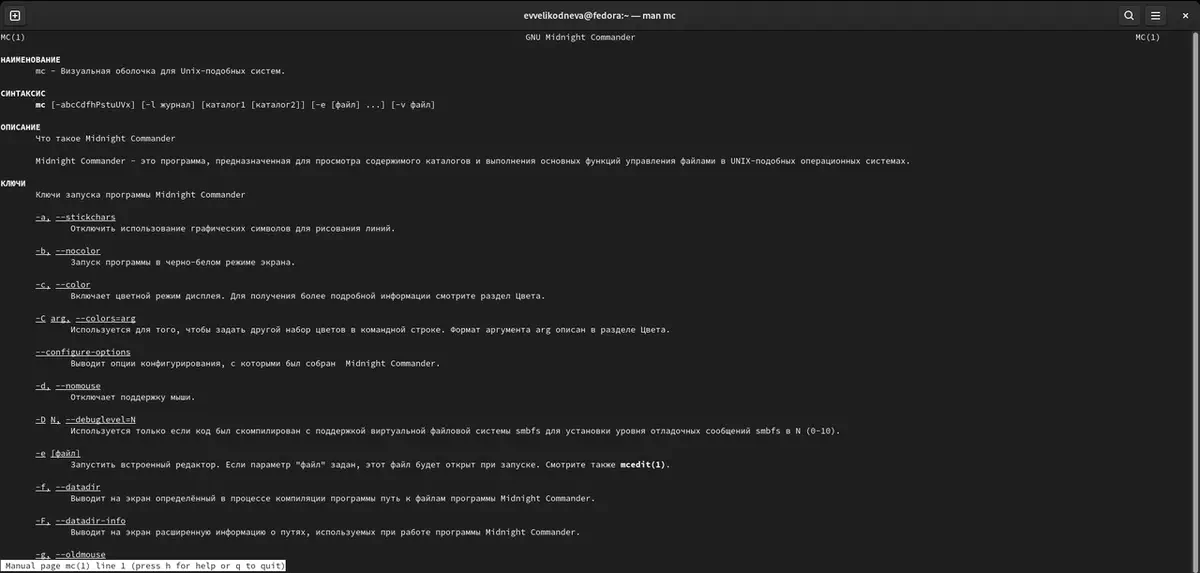 evvelikodneva@fedora:~ — man mc
MC(1) GNU Midnight Commander MC(1)
НАИМЕНОВАНИЕ
mc - Визуальная оболочка для Unix-подобных систем.
СИНТАКСИС
mc [-abcCdfhPstuUVx] [-l журнал] [каталог1 [каталог2]] [-e [файл] ...] [-v файл]
ОПИСАНИЕ
Что такое Midnight Commander
Midnight Commander - это программа, предназначенная для просмотра содержимого каталогов и выполнения основных функций управления файлами в UNIX-подобных операционных системах.
КЛЮЧИ
Ключи запуска программы Midnight Commander
-a, --stickchars
Отключить использование графических символов для рисования линий.
-b, --nocolor
Запуск программы в черно-белом режиме экрана.
-c, --color
Включает цветной режим дисплея. Для получения более подробной информации смотрите раздел Цвета.
-C arg, --colors=arg
Используется для того, чтобы задать другой набор цветов в командной строке. Формат аргумента arg описан в разделе Цвета.
--configure-options
Выводит опции конфигурирования, с которыми был собран  Midnight Commander.
-d, --nomouse
Отключает поддержку мыши.
-D N, --debuglevel=N
Используется только если код был скомпилирован с поддержкой виртуальной файловой системы smbfs для установки уровня отладочных сообщений smbfs в N (0-10).
-e [файл]
Запустить встроенный редактор. Если параметр "файл" задан, этот файл будет открыт при запуске. Смотрите также mcedit(1).
-f, --datadir
Выводит на экран определённый в процессе компиляции программы путь к файлам программы Midnight Commander.
-F, --datadir-info
Выводит на экран расширенную информацию о путях, используемых при работе программы Midnight Commander.
-g, --oldmouse
Manual page mc(1) line 1 (press h for help or q to quit)